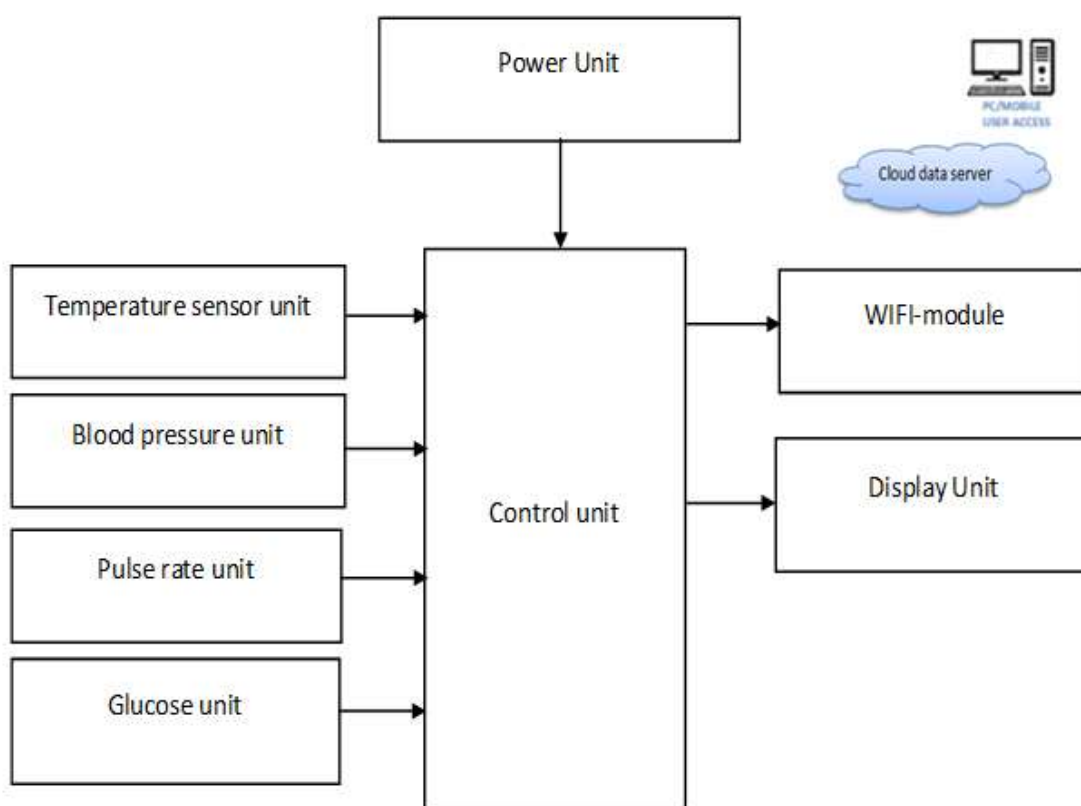 Power Unit
PC/MOBILE
USER ACCESS
Cloud data server
Temperature sensor unit
WIFI-module
Blood pressure unit
Display Unit
Control unit
Pulse rate unit
Glucose unit